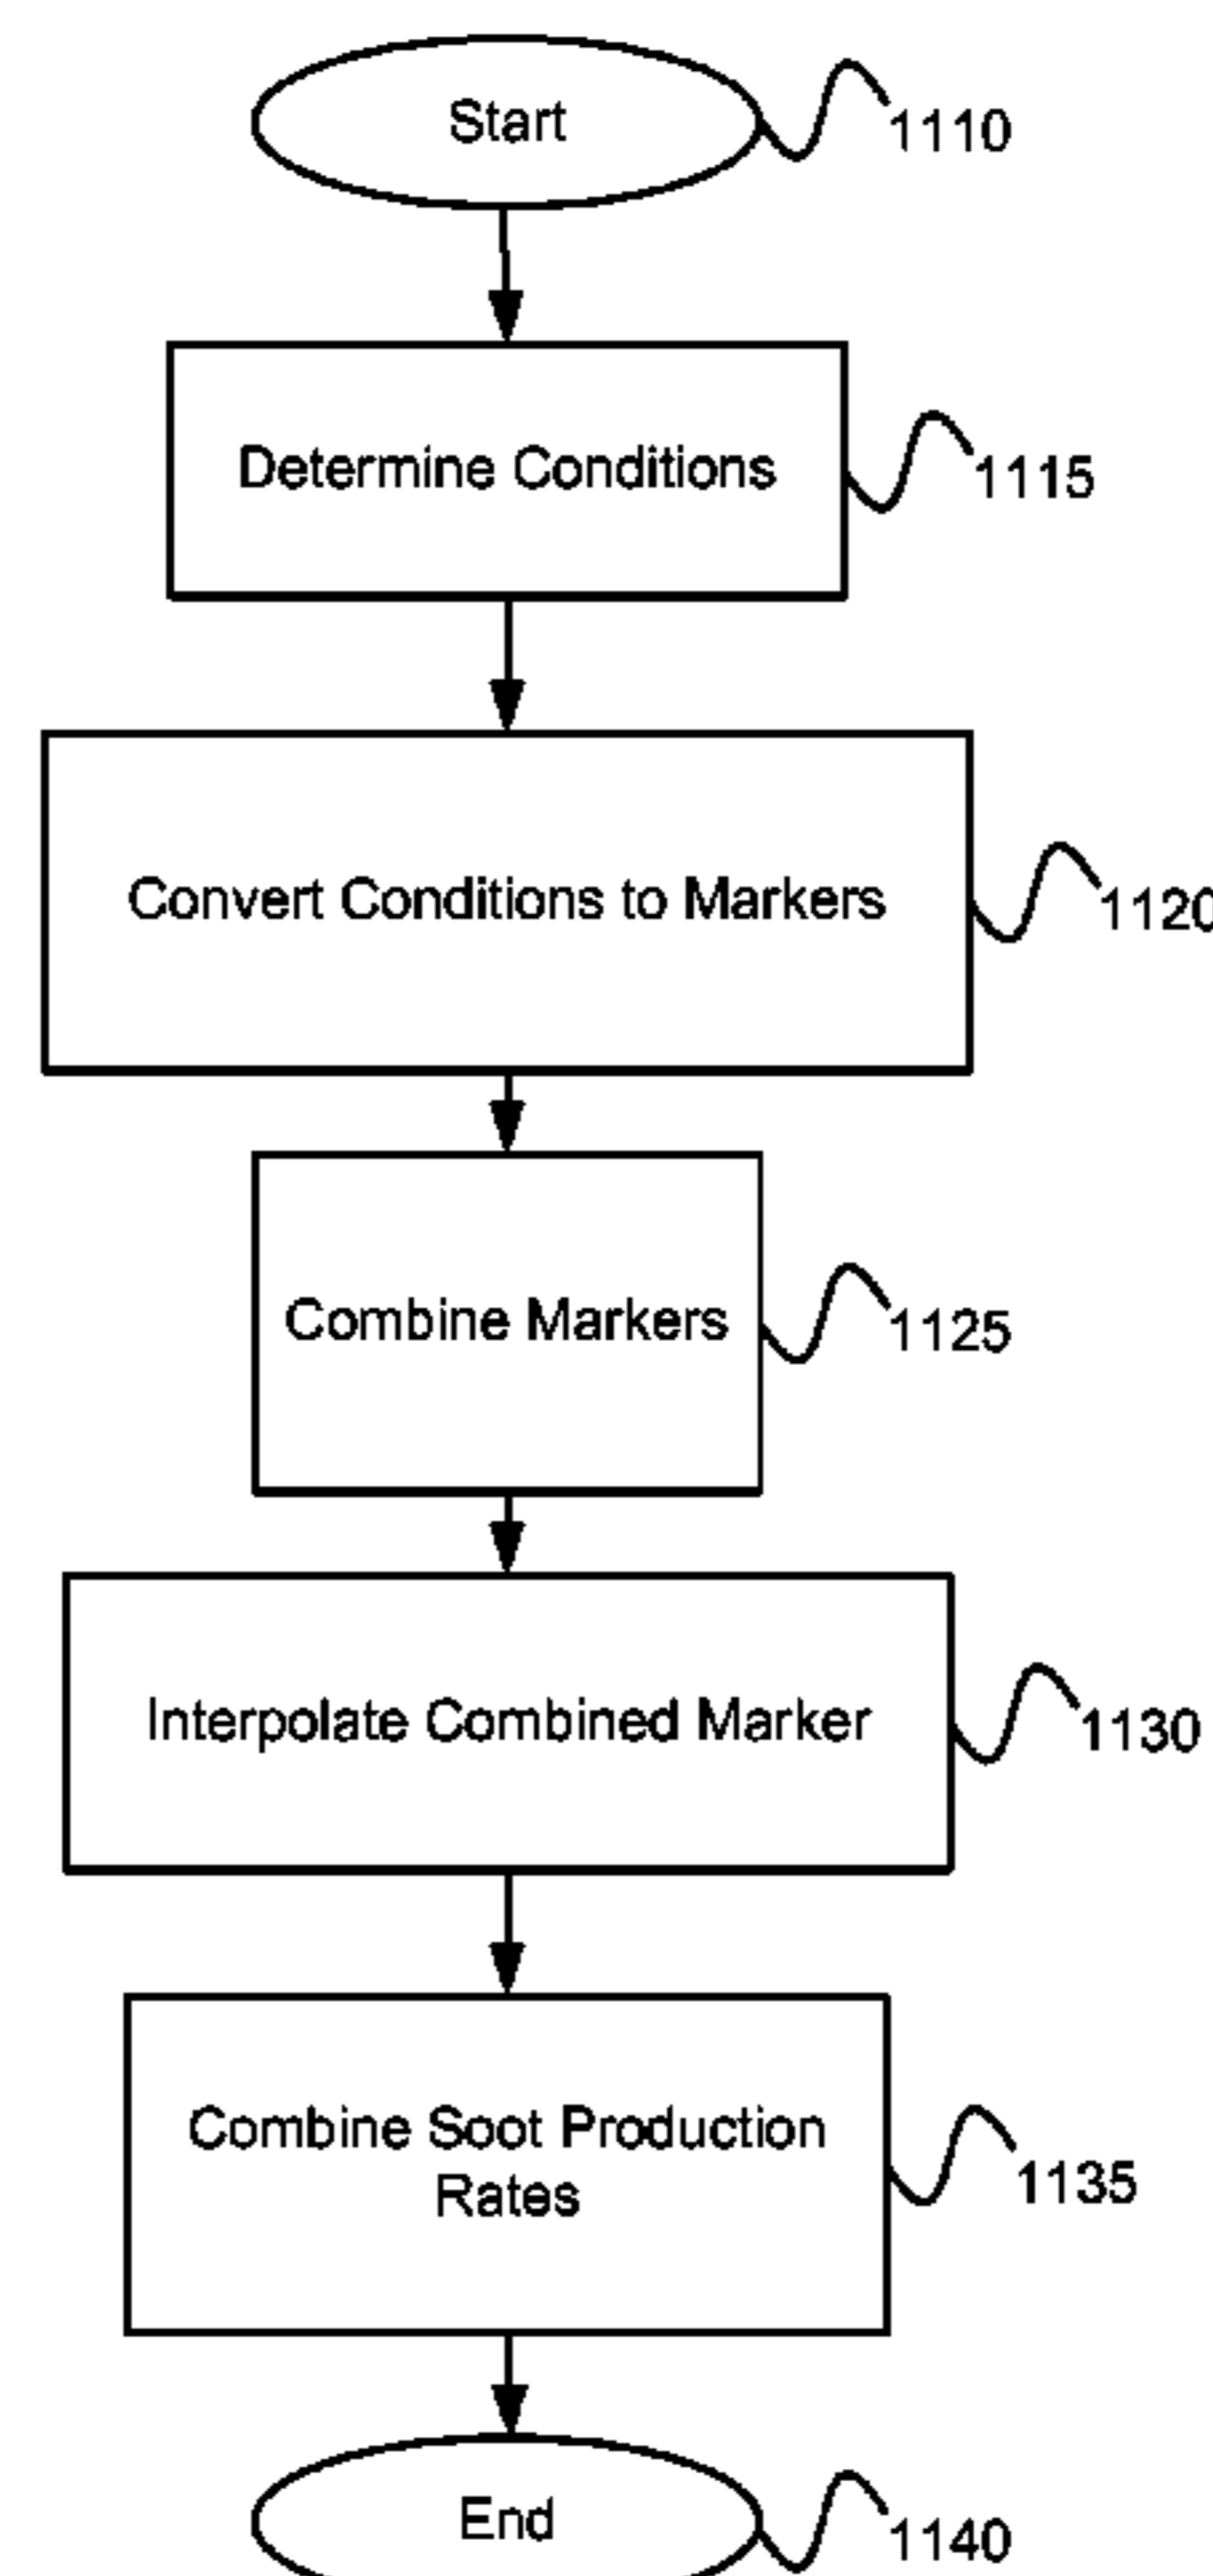 Start
1110
Determine Conditions
1115
Convert Conditions to Markers
1120
Combine Markers
1125
Interpolate Combined Marker
1130
Combine Soot Production
Rates
1135
End
1140